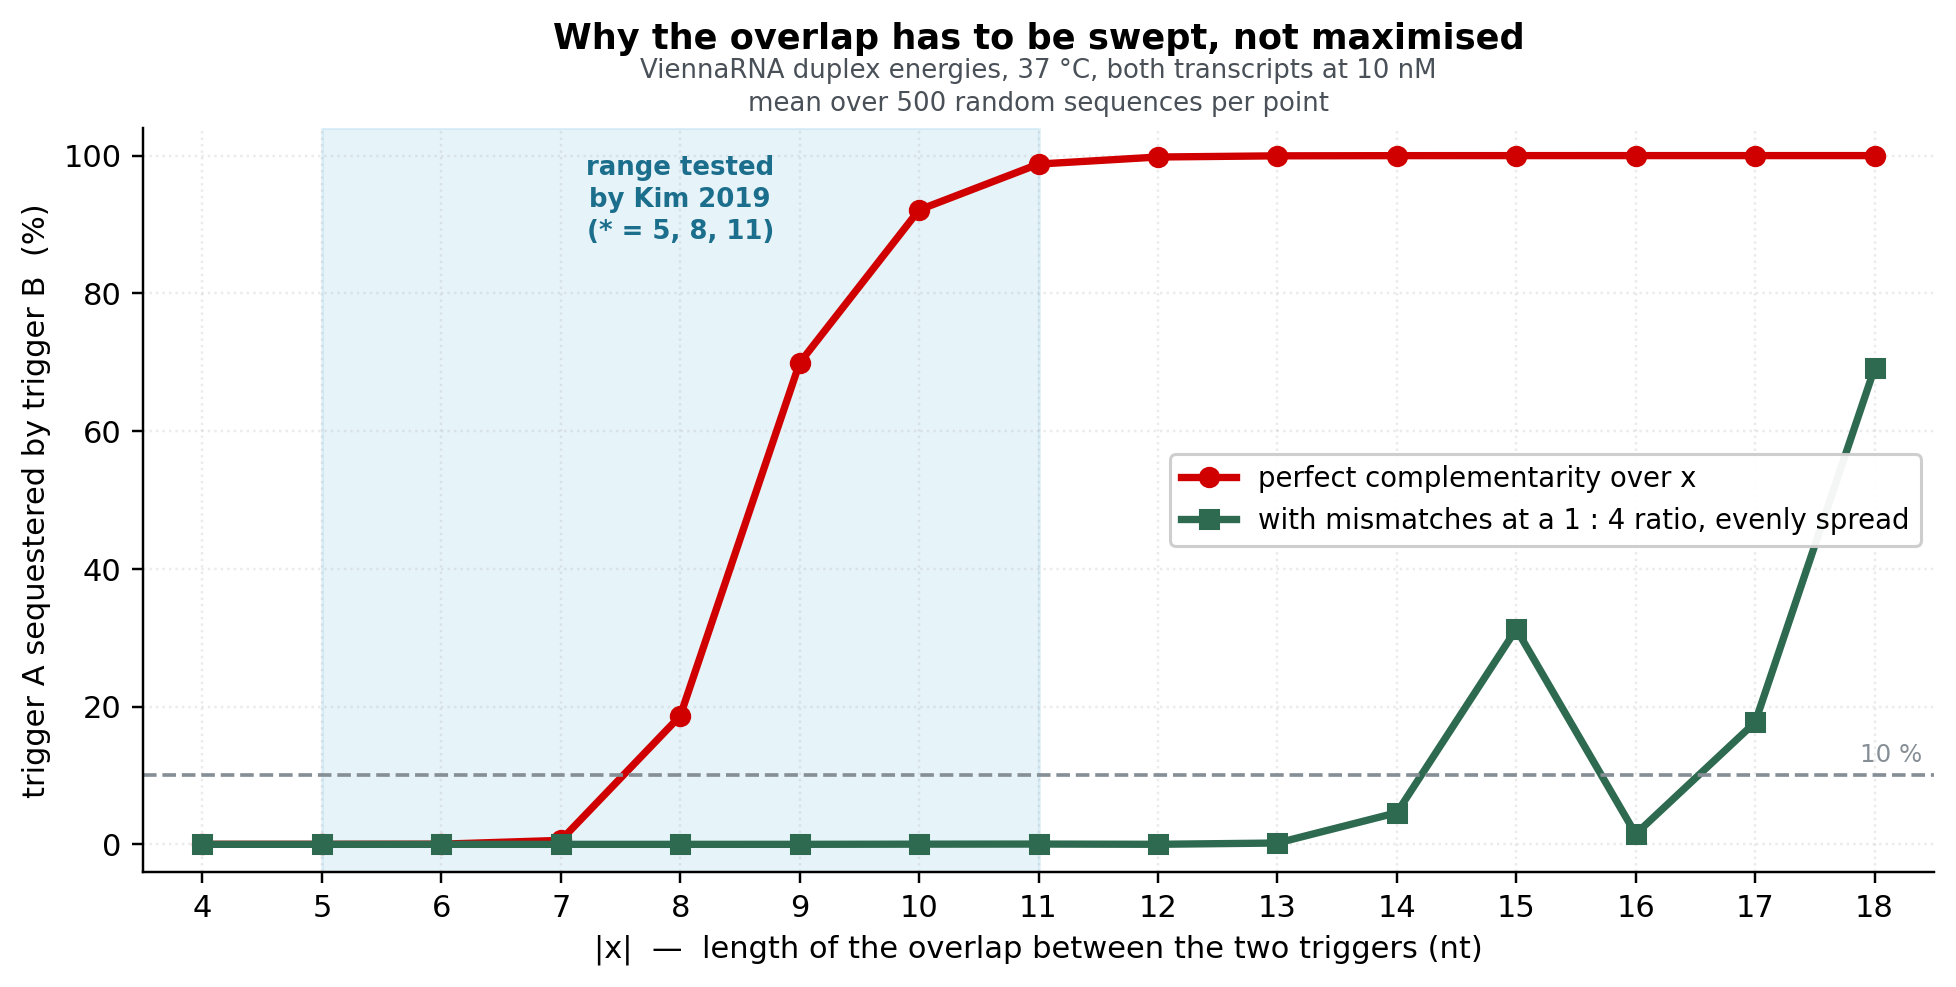 Why the overlap has to be swept, not maximised
ViennaRNA duplex energies, 37 °C, both transcripts at 10 nM
mean over 500 random sequences per point
trigger A sequestered by trigger B (%)
100
80
60
40
20
0
range tested
by Kim 2019
(* = 5, 8, 11)
perfect complementarity over x
with mismatches at a 1 : 4 ratio, evenly spread
10 %
4 5 6 7 8 9 10 11 12 13 14 15 16 17 18
|x| — length of the overlap between the two triggers (nt)